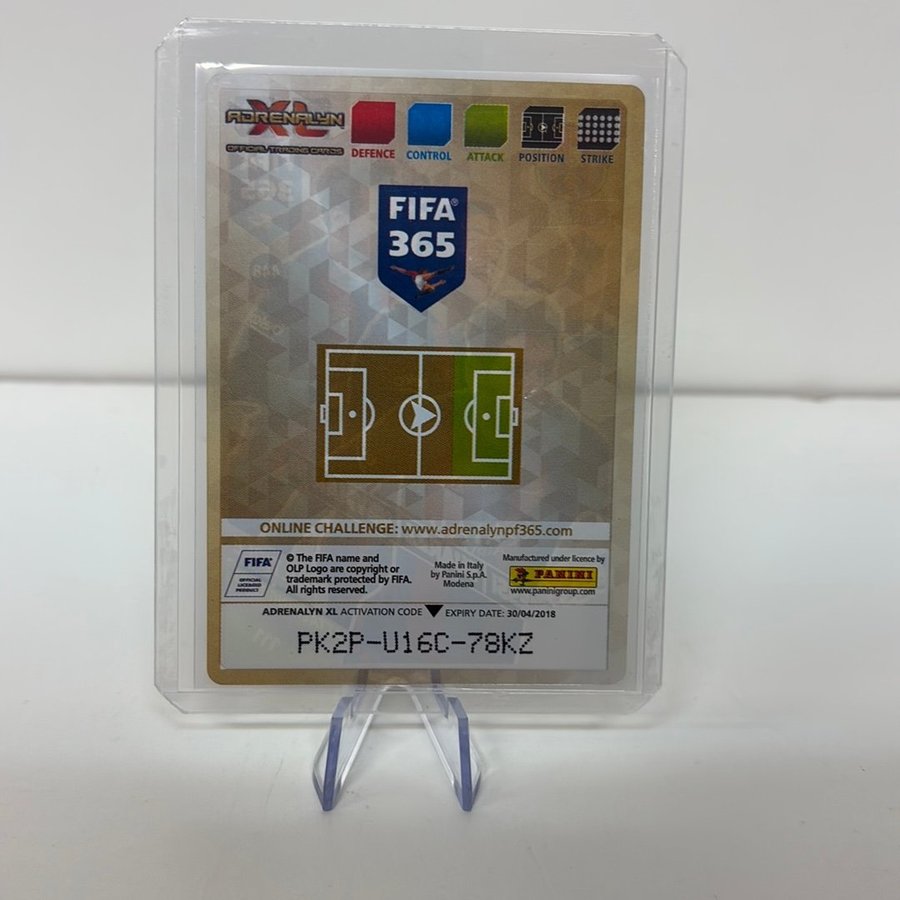 ADRENALYN XL
OFFICIAL TRADING CARDS
DEFENCE CONTROL ATTACK POSITION STRIKE
FIFA®
365
ONLINE CHALLENGE: www.adrenalynpf365.com
FIFA®
OFFICIAL
LICENSED
PRODUCT
© The FIFA name and
OLP Logo are copyright or
trademark protected by FIFA.
All rights reserved.
Made in Italy
by Panini S.p.A.
Modena
Manufactured under licence by
PANINI
www.paninigroup.com
ADRENALYN XL ACTIVATION CODE EXPIRY DATE: 30/04/2018
PK2P-U16C-78KZ